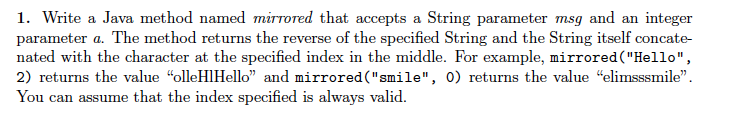 1. Write a Java method named mirrored that accepts a String parameter msg and an integer
parameter a. The method returns the reverse of the specified String and the String itself concate-
nated with the character at the specified index in the middle. For example, mirrored("Hello",
2) returns the value “olleHlHello” and mirrored("smile", 0) returns the value “elimsssmile”.
You can assume that the index specified is always valid.